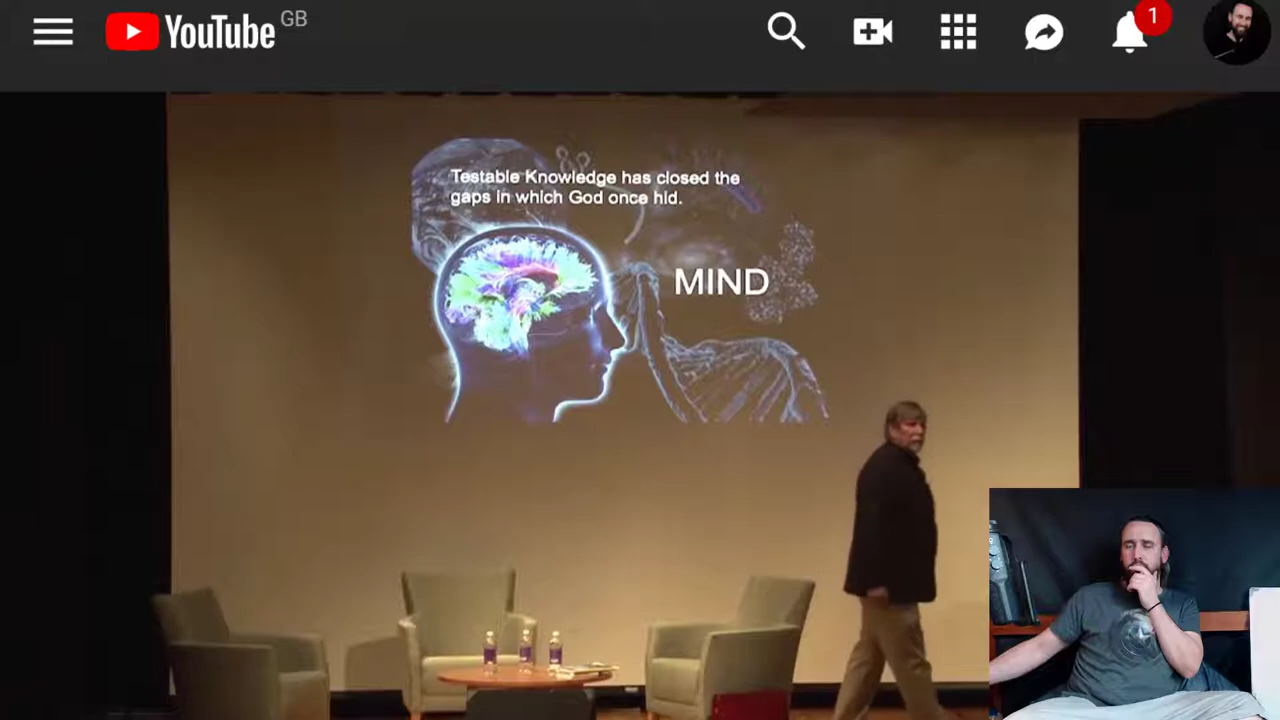 YouTube GB
1
Testable Knowledge has closed the
gaps in which God once hid.
MIND